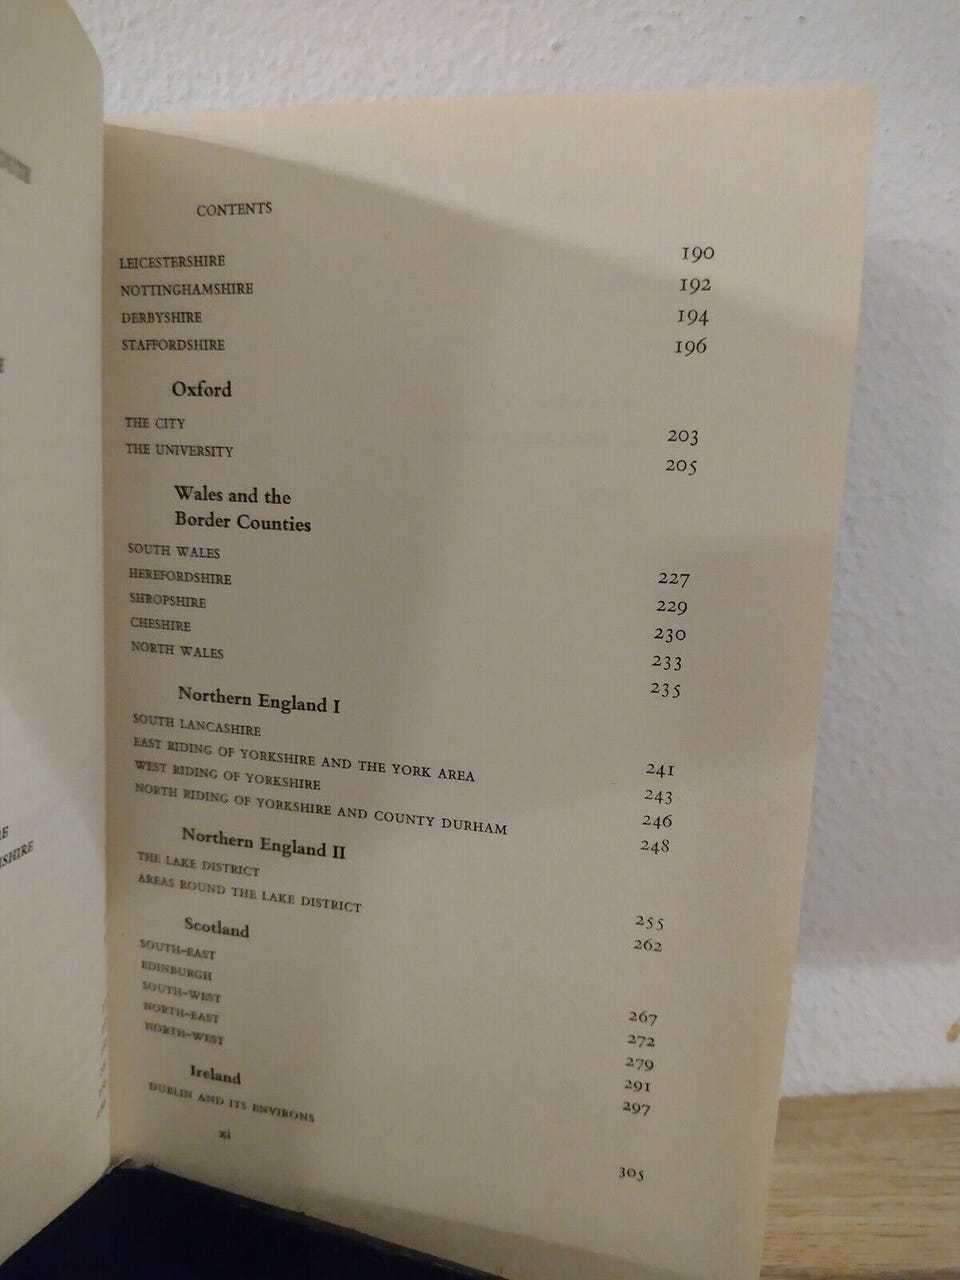 CONTENTS
LEICESTERSHIRE 190
NOTTINGHAMSHIRE 192
DERBYSHIRE 194
STAFFORDSHIRE 196
Oxford
THE CITY 203
THE UNIVERSITY 205
Wales and the
Border Counties
SOUTH WALES 227
HEREFORDSHIRE 229
SHROPSHIRE 230
CHESHIRE 233
NORTH WALES 235
Northern England I
SOUTH LANCASHIRE 241
EAST RIDING OF YORKSHIRE AND THE YORK AREA 243
WEST RIDING OF YORKSHIRE 246
NORTH RIDING OF YORKSHIRE AND COUNTY DURHAM 248
Northern England II
THE LAKE DISTRICT 255
AREAS ROUND THE LAKE DISTRICT 262
Scotland
SOUTH-EAST 267
EDINBURGH 272
SOUTH-WEST 279
NORTH-EAST 291
NORTH-WEST 297
Ireland
DUBLIN AND ITS ENVIRONS 305
xi